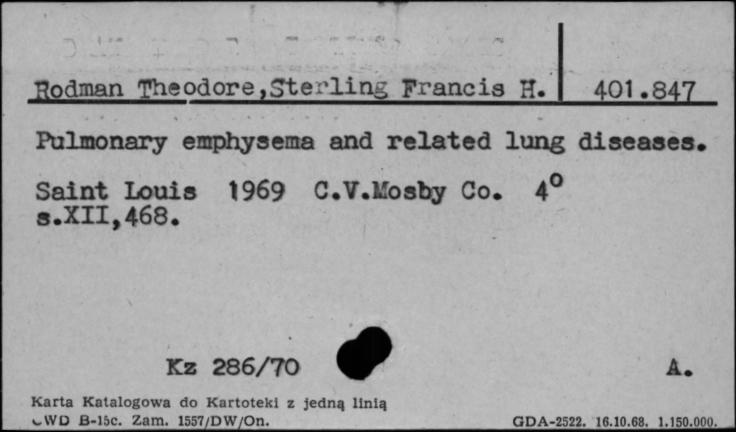 Rodman Theodore,Sterling Francis H. 401.847
Pulmonary emphysema and related lung diseases.
Saint Louis 1969 C.V.Mosby Co. 4º
s.XII,468.
Kz 286/70 A.
Karta Katalogowa do Kartoteki z jedną linią
CWD B-15c. Zam. 1557/DW/On. GDA-2522. 16.10.68. 1.150.000.